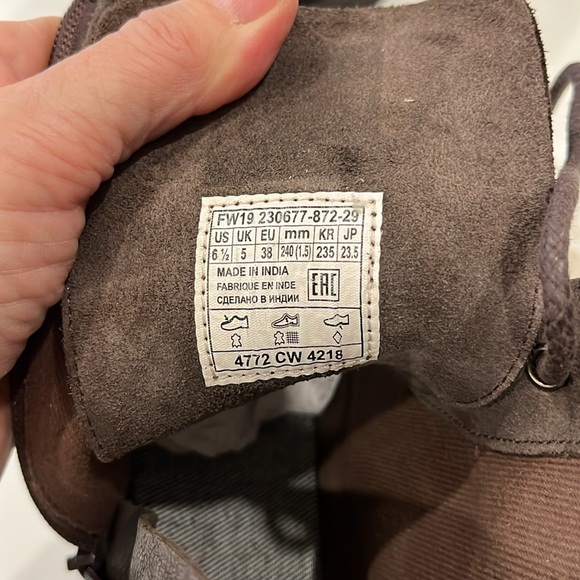 FW19 230677-872-29
US UK EU mm KR JP
6 ½ 5 38 240 (1.5) 235 23.5
MADE IN INDIA
FABRIQUE EN INDE
СДЕЛАНО В ИНДИИ
EAC
4772 CW 4218